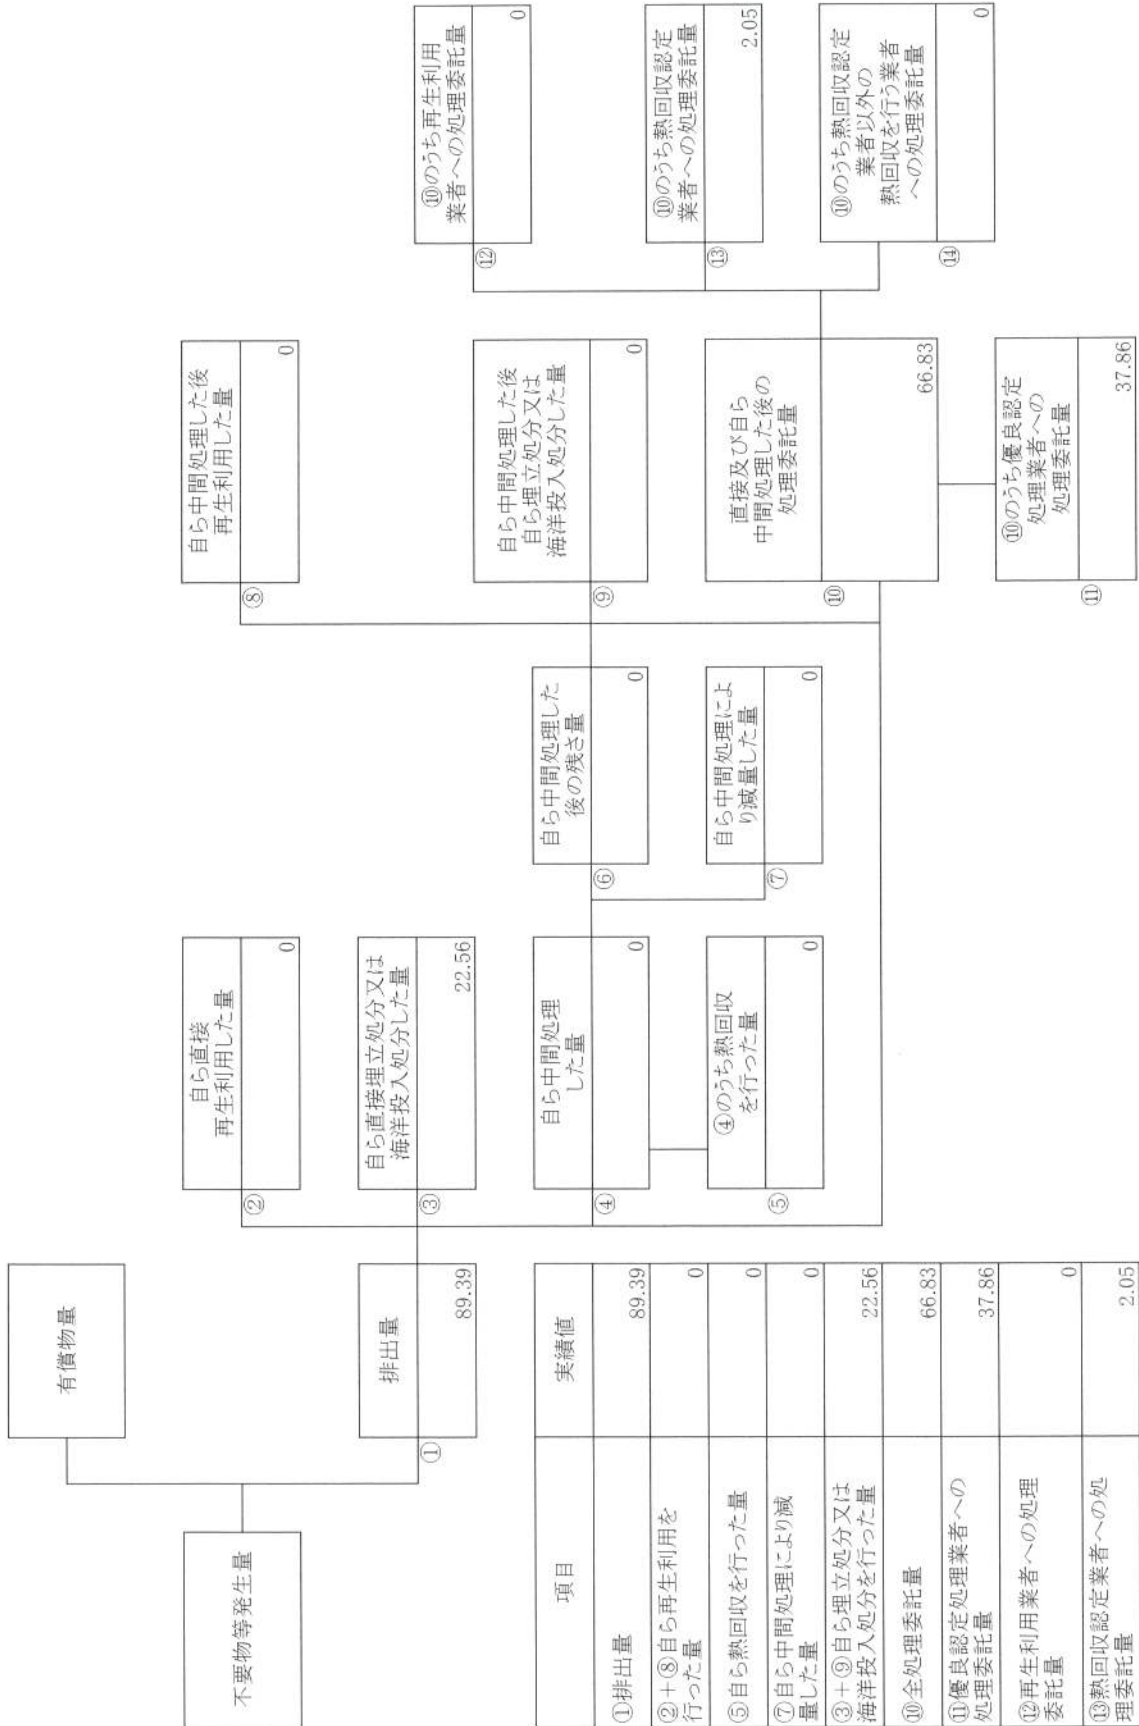 有償物量
不要物等発生量
排出量
①
89.39
自ら直接
再生利用した量
②
0
自ら直接埋立処分又は
海洋投入処分した量
③
22.56
自ら中間処理
した量
④
0
④のうち熱回収
を行った量
⑤
0
自ら中間処理した
後の残さ量
⑥
0
自ら中間処理によ
り減量した量
⑦
0
自ら中間処理した後
再生利用した量
⑧
0
自ら中間処理した後
自ら埋立処分又は
海洋投入処分した量
⑨
0
直接及び自ら
中間処理した後の
処理委託量
⑩
66.83
⑩のうち優良認定
処理業者への
処理委託量
⑪
37.86
⑩のうち再生利用
業者への処理委託量
⑫
0
⑩のうち熱回収認定
業者への処理委託量
⑬
2.05
⑩のうち熱回収認定
業者以外の
熱回収を行う業者
への処理委託量
⑭
0
項目 実績値
①排出量 89.39
②+⑧自ら再生利用を
行った量 0
⑤自ら熱回収を行った量 0
⑦自ら中間処理により減
量した量 0
③+⑨自ら埋立処分又は
海洋投入処分を行った量 22.56
⑩全処理委託量 66.83
⑪優良認定処理業者への
処理委託量 37.86
⑫再生利用業者への処理
委託量 0
⑬熱回収認定業者への処
理委託量 2.05